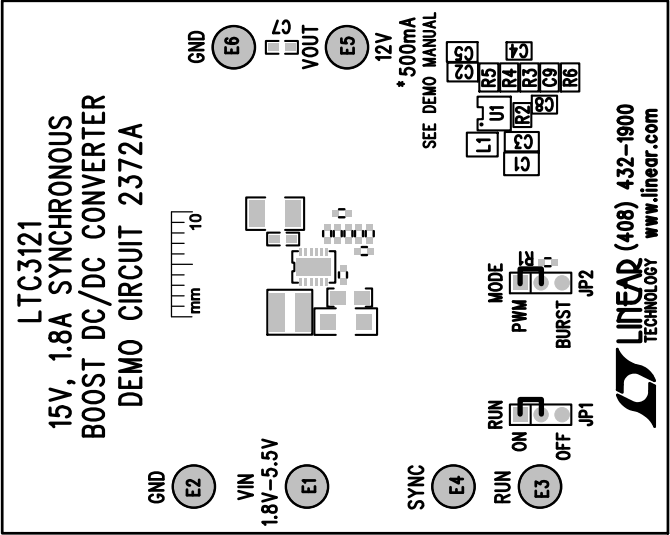 LTC3121
15V, 1.8A SYNCHRONOUS
BOOST DC/DC CONVERTER
DEMO CIRCUIT 2372A
GND
E2
VIN
1.8V-5.5V
E1
SYNC
E4
RUN
E3
GND
E6
C7
VOUT
E5
12V
*500mA
SEE DEMO MANUAL
10
mm
C5
C2
C4
R5
R4
R3
C9
R6
U1
R2
C8
L1
C3
C1
MODE
R1
PWM
BURST
JP2
RUN
ON
OFF
JP1
LINEAR
TECHNOLOGY
(408) 432-1900
www.linear.com